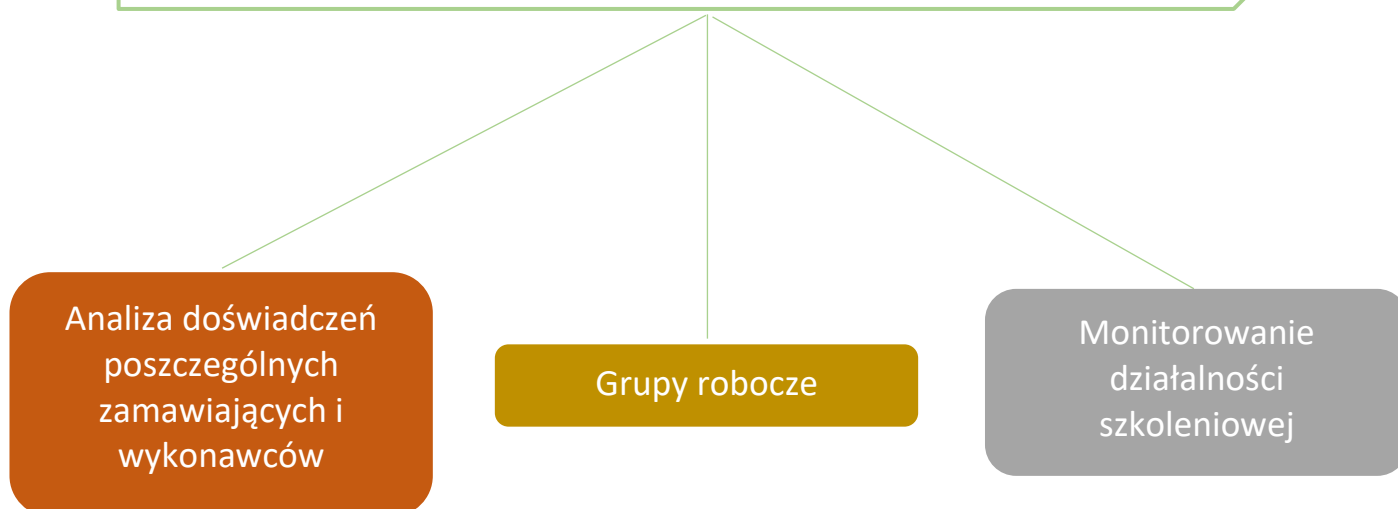 Analiza doświadczeń
poszczególnych
zamawiających i
wykonawców
Grupy robocze
Monitorowanie
działalności
szkoleniowej